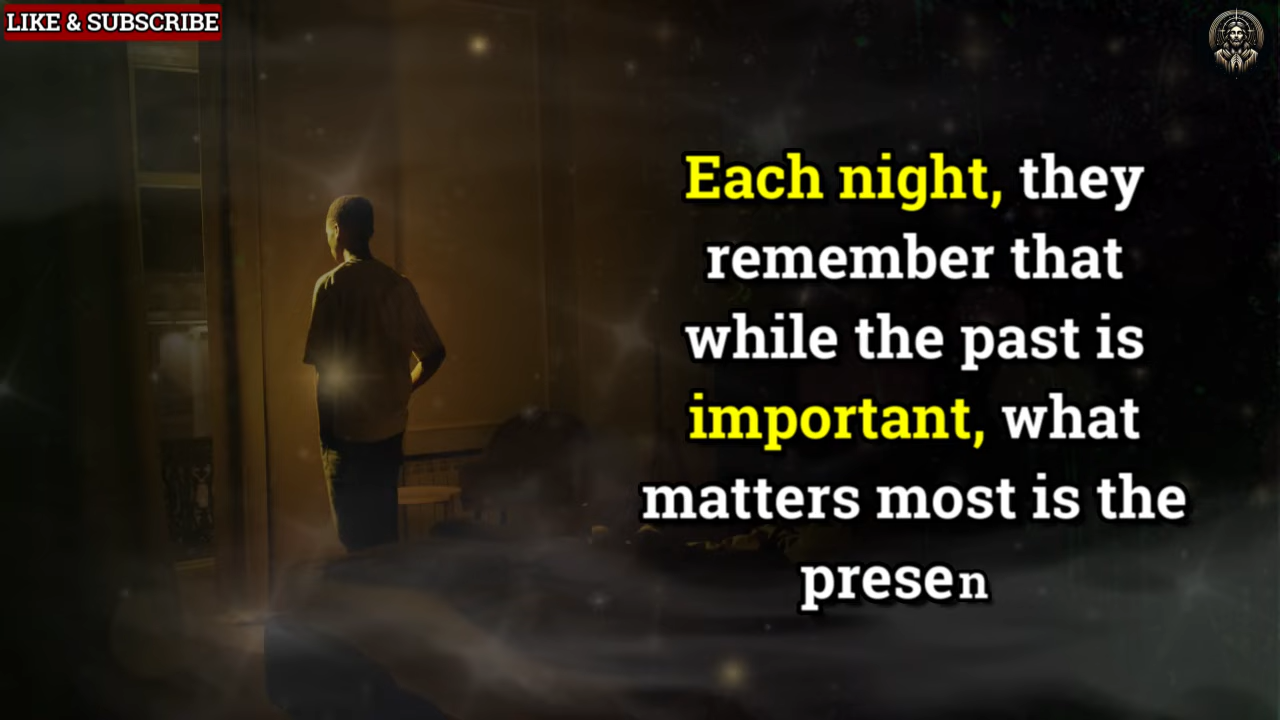 LIKE & SUBSCRIBE
Each night, they
remember that
while the past is
important, what
matters most is the
presen